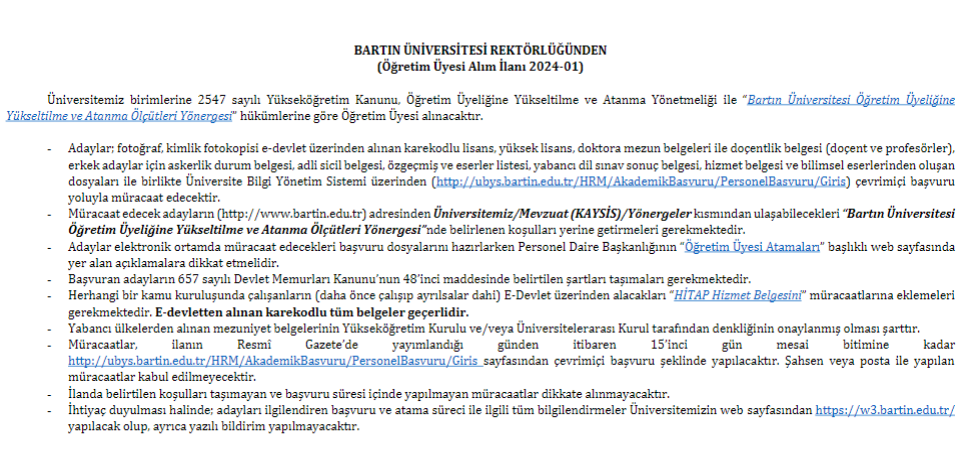 BARTIN ÜNİVERSİTESİ REKTÖRLÜĞÜNDEN
(Öğretim Üyesi Alım İlanı 2024-01)
Üniversitemiz birimlerine 2547 sayılı Yükseköğretim Kanunu, Öğretim Üyeliğine Yükseltilme ve Atanma Yönetmeliği ile “Bartın Üniversitesi Öğretim Üyeliğine
Yükseltilme ve Atanma Ölçütleri Yönergesi” hükümlerine göre Öğretim Üyesi alınacaktır.
- Adaylar; fotoğraf, kimlik fotokopisi e-devlet üzerinden alınan karekodlu lisans, yüksek lisans, doktora mezun belgeleri ile doçentlik belgesi (doçent ve profesörler),
erkek adaylar için askerlik durum belgesi, adli sicil belgesi, özgeçmiş ve eserler listesi, yabancı dil sınav sonuç belgesi, hizmet belgesi ve bilimsel eserlerinden oluşan
dosyaları ile birlikte Üniversite Bilgi Yönetim Sistemi üzerinden (http://ubys.bartin.edu.tr/HRM/AkademikBasvuru/PersonelBasvuru/Giris) çevrimiçi başvuru
yoluyla müracaat edecektir.
- Müracaat edecek adayların (http://www.bartin.edu.tr) adresinden Üniversitemiz/Mevzuat (KAYSİS)/Yönergeler kısmından ulaşabilecekleri “Bartın Üniversitesi
Öğretim Üyeliğine Yükseltilme ve Atanma Ölçütleri Yönergesi”nde belirlenen koşulları yerine getirmeleri gerekmektedir.
- Adaylar elektronik ortamda müracaat edecekleri başvuru dosyalarını hazırlarken Personel Daire Başkanlığının “Öğretim Üyesi Atamaları” başlıklı web sayfasında
yer alan açıklamalara dikkat etmelidir.
- Başvuran adayların 657 sayılı Devlet Memurları Kanunu’nun 48’inci maddesinde belirtilen şartları taşımaları gerekmektedir.
- Herhangi bir kamu kuruluşunda çalışanların (daha önce çalışıp ayrılsalar dahi) E-Devlet üzerinden alacakları “HİTAP Hizmet Belgesini” müracaatlarına eklemeleri
gerekmektedir. E-devletten alınan karekodlu tüm belgeler geçerlidir.
- Yabancı ülkelerden alınan mezuniyet belgelerinin Yükseköğretim Kurulu ve/veya Üniversitelerarası Kurul tarafından denkliğinin onaylanmış olması şarttır.
- Müracaatlar, ilanın Resmî Gazete’de yayımlandığı günden itibaren 15’inci gün mesai bitimine kadar
http://ubys.bartin.edu.tr/HRM/AkademikBasvuru/PersonelBasvuru/Giris sayfasından çevrimiçi başvuru şeklinde yapılacaktır. Şahsen veya posta ile yapılan
müracaatlar kabul edilmeyecektir.
- İlanda belirtilen koşulları taşımayan ve başvuru süresi içinde yapılmayan müracaatlar dikkate alınmayacaktır.
- İhtiyaç duyulması halinde; adayları ilgilendiren başvuru ve atama süreci ile ilgili tüm bilgilendirmeler Üniversitemizin web sayfasından https://w3.bartin.edu.tr/
yapılacak olup, ayrıca yazılı bildirim yapılmayacaktır.